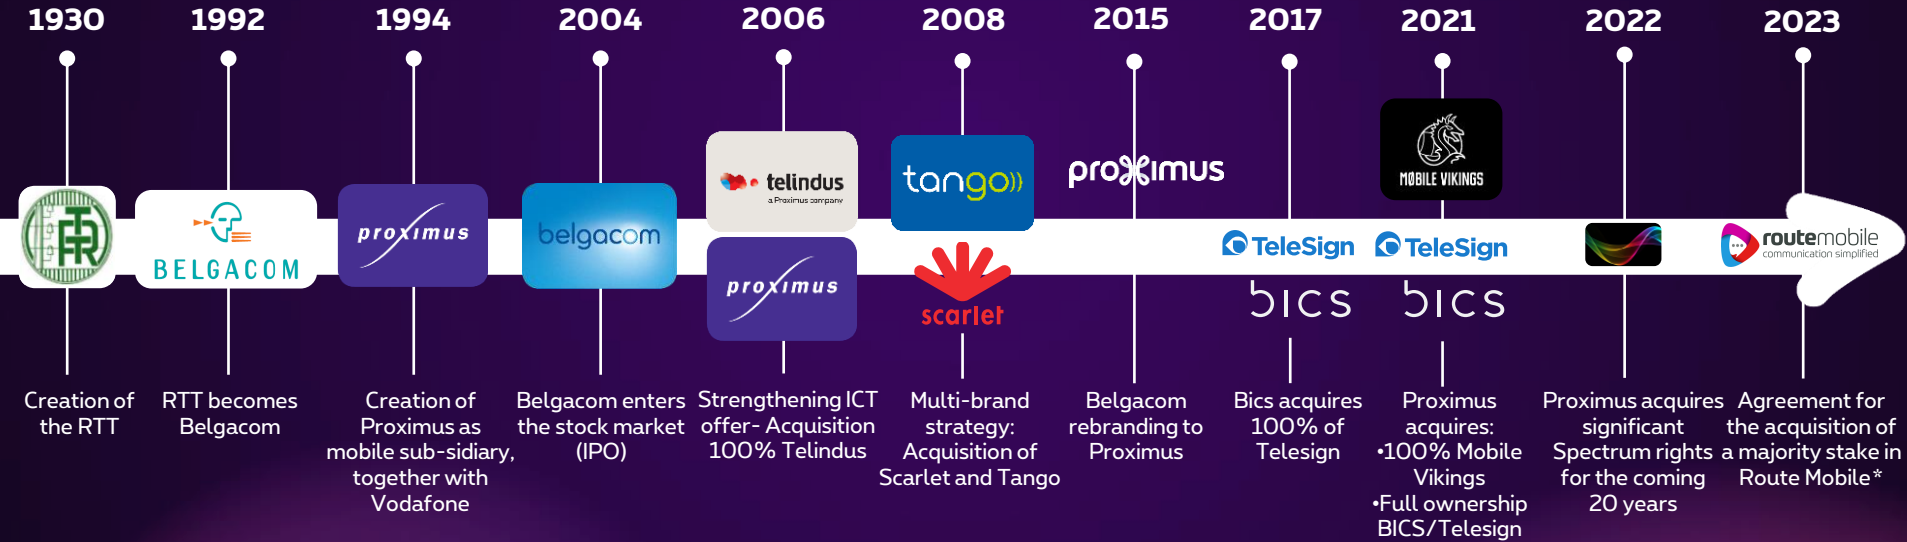 1930
1992
1994
2004
2006
2008
2015
2017
2021
2022
2023
RTT
BELGACOM
proximus
belgacom
telindus
a Proximus company
proximus
tango
scarlet
proximus
TeleSign
bics
MØBILE VIKINGS
TeleSign
bics
routemobile
communication simplified
Creation of
the RTT
RTT becomes
Belgacom
Creation of
Proximus as
mobile sub-sidiary,
together with
Vodafone
Belgacom enters
the stock market
(IPO)
Strengthening ICT
offer- Acquisition
100% Telindus
Multi-brand
strategy:
Acquisition of
Scarlet and Tango
Belgacom
rebranding to
Proximus
Bics acquires
100% of
Telesign
Proximus
acquires:
•100% Mobile
Vikings
•Full ownership
BICS/Telesign
Proximus acquires
significant
Spectrum rights
for the coming
20 years
Agreement for
the acquisition of
a majority stake in
Route Mobile*